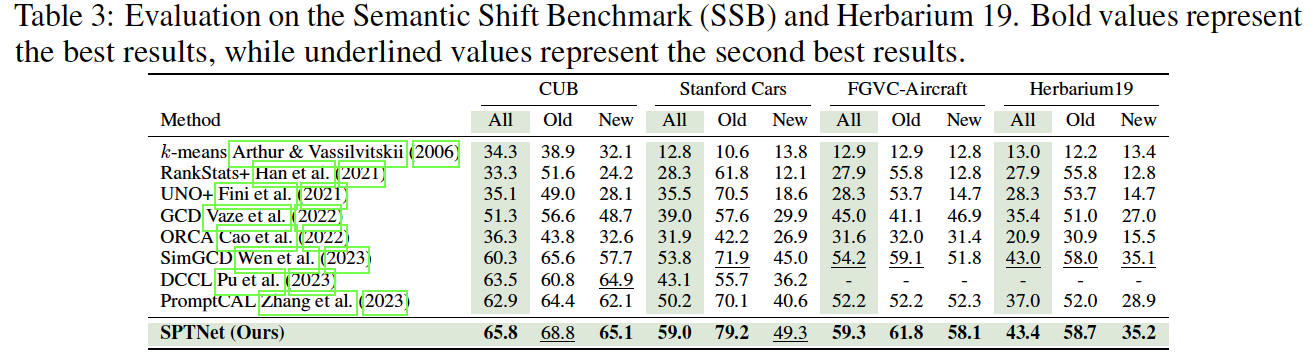 Table 3: Evaluation on the Semantic Shift Benchmark (SSB) and Herbarium 19. Bold values represent
the best results, while underlined values represent the second best results.
CUB Stanford Cars FGVC-Aircraft Herbarium19
Method All Old New All Old New All Old New All Old New
k-means Arthur & Vassilvitskii (2006) 34.3 38.9 32.1 12.8 10.6 13.8 12.9 12.9 12.8 13.0 12.2 13.4
RankStats+ Han et al. (2021) 33.3 51.6 24.2 28.3 61.8 12.1 27.9 55.8 12.8 27.9 55.8 12.8
UNO+ Fini et al. (2021) 35.1 49.0 28.1 35.5 70.5 18.6 28.3 53.7 14.7 28.3 53.7 14.7
GCD Vaze et al. (2022) 51.3 56.6 48.7 39.0 57.6 29.9 45.0 41.1 46.9 35.4 51.0 27.0
ORCA Cao et al. (2022) 36.3 43.8 32.6 31.9 42.2 26.9 31.6 32.0 31.4 20.9 30.9 15.5
SimGCD Wen et al. (2023) 60.3 65.6 57.7 53.8 71.9 45.0 54.2 59.1 51.8 43.0 58.0 35.1
DCCL Pu et al. (2023) 63.5 60.8 64.9 43.1 55.7 36.2 - - - - - -
PromptCAL Zhang et al. (2023) 62.9 64.4 62.1 50.2 70.1 40.6 52.2 52.2 52.3 37.0 52.0 28.9
SPTNet (Ours) 65.8 68.8 65.1 59.0 79.2 49.3 59.3 61.8 58.1 43.4 58.7 35.2